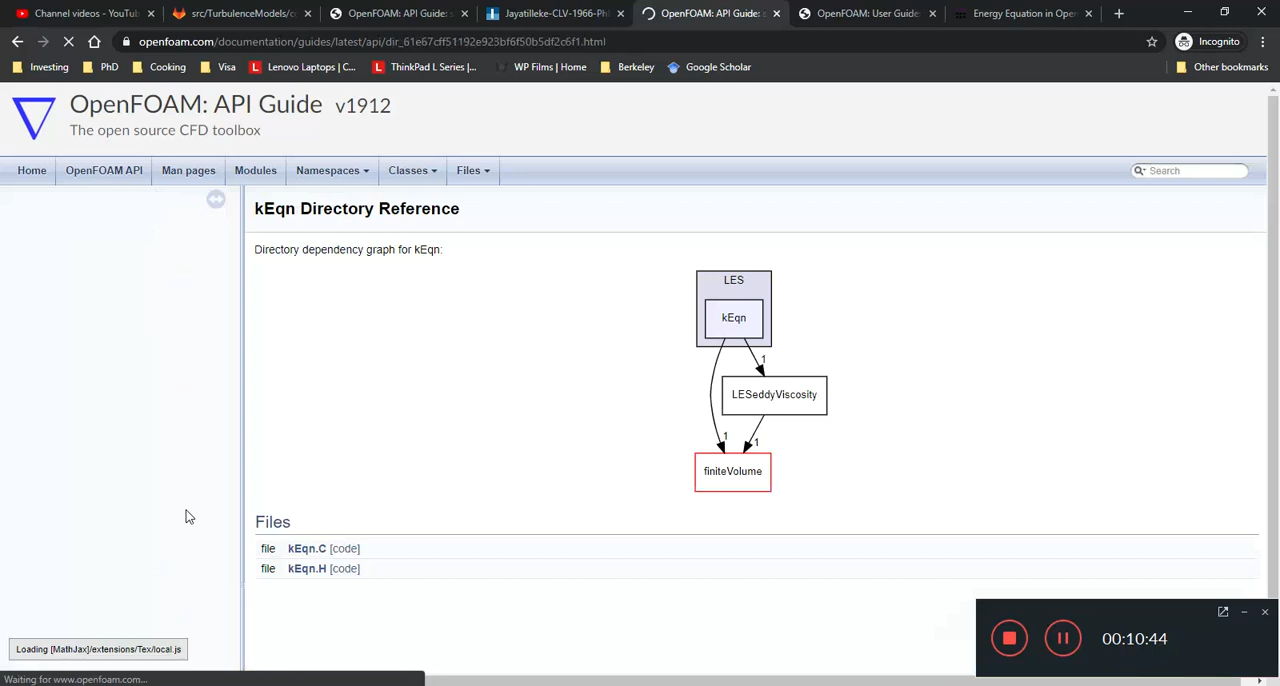 Channel videos - YouTub
src/TurbulenceModels/c
OpenFOAM: API Guide: s
Jayatilleke-CLV-1966-Ph
OpenFOAM: API Guide: s
OpenFOAM: User Guide:
Energy Equation in Open
openfoam.com/documentation/guides/latest/api/dir_61e67cff51192e923bf6f50b5df2c6f1.html
Incognito
Investing
PhD
Cooking
Visa
Lenovo Laptops | C...
ThinkPad L Series |...
WP Films | Home
Berkeley
Google Scholar
Other bookmarks
OpenFOAM: API Guide v1912
The open source CFD toolbox
Home
OpenFOAM API
Man pages
Modules
Namespaces
Classes
Files
Search
kEqn Directory Reference
Directory dependency graph for kEqn:
LES
kEqn
1
LESeddyViscosity
1
1
finiteVolume
Files
file kEqn.C [code]
file kEqn.H [code]
00:10:44
Loading [MathJax]/extensions/Tex/local.js
Waiting for www.openfoam.com...